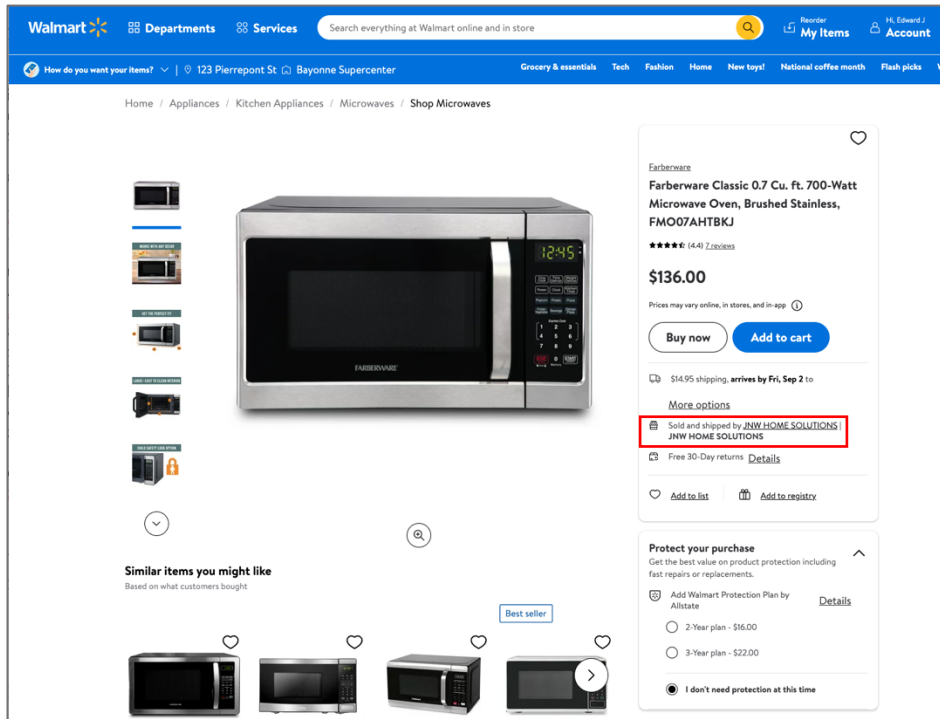 Walmart
Departments
Services
Search everything at Walmart online and in store
Reorder
My Items
Hi, Edward J
Account
How do you want your items?
123 Pierrepont St
Bayonne Supercenter
Grocery & essentials
Tech
Fashion
Home
New toys!
National coffee month
Flash picks
Home / Appliances / Kitchen Appliances / Microwaves / Shop Microwaves
12:45
FARBERWARE
Farberware
Farberware Classic 0.7 Cu. ft. 700-Watt
Microwave Oven, Brushed Stainless,
FMO07AHTBKJ
(4.4) 7 reviews
$136.00
Prices may vary online, in stores, and in-app
Buy now
Add to cart
$14.95 shipping, arrives by Fri, Sep 2 to
More options
Sold and shipped by JNW HOME SOLUTIONS |
JNW HOME SOLUTIONS
Free 30-Day returns Details
Add to list
Add to registry
Protect your purchase
Get the best value on product protection including
fast repairs or replacements.
Add Walmart Protection Plan by
Allstate
Details
2-Year plan - $16.00
3-Year plan - $22.00
I don't need protection at this time
Similar items you might like
Based on what customers bought
Best seller